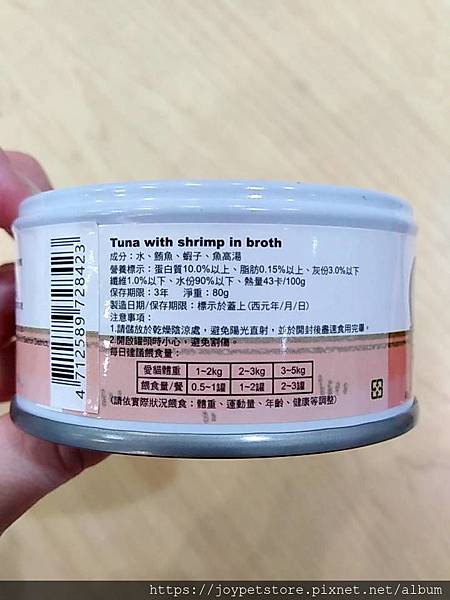 Tuna with shrimp in broth
成分：水、鮪魚、蝦子、魚高湯
營養標示：蛋白質10.0%以上、脂肪0.15%以上、灰份3.0%以下
纖維1.0%以下、水份90%以下、熱量43卡/100g
保存期限：3年　淨重：80g
製造日期/保存期限：標示於蓋上(西元年/月/日)
注意事項：
1.請儲放於乾燥陰涼處，避免陽光直射，並於開封後盡速食用完畢。
2.開啟罐頭時小心，避免割傷。
每日建議餵食量：
愛貓體重 1~2kg 2~3kg 3~5kg
餵食量/餐 0.5~1罐 1~2罐 2~3罐
(請依實際狀況餵食：體重、運動量、年齡、健康等調整)
4 712589 728423
https://joypetstore.pixnet.net/album